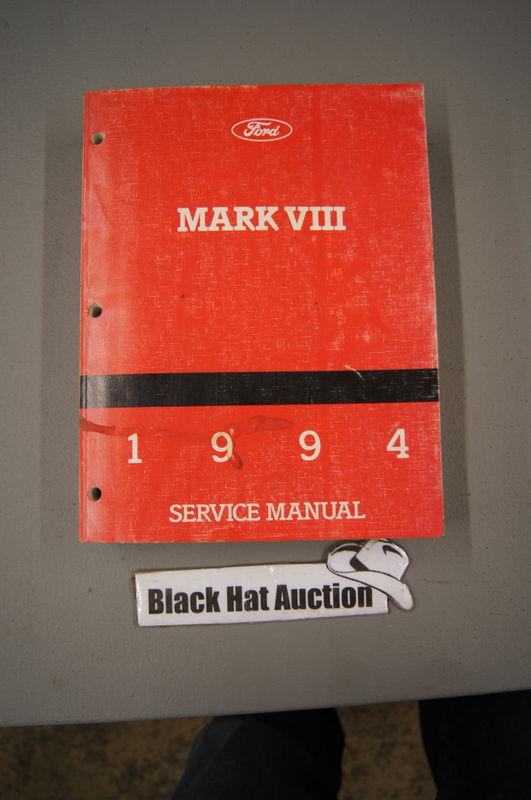 Ford
MARK VIII
1 9 9 4
SERVICE MANUAL
Black Hat Auction